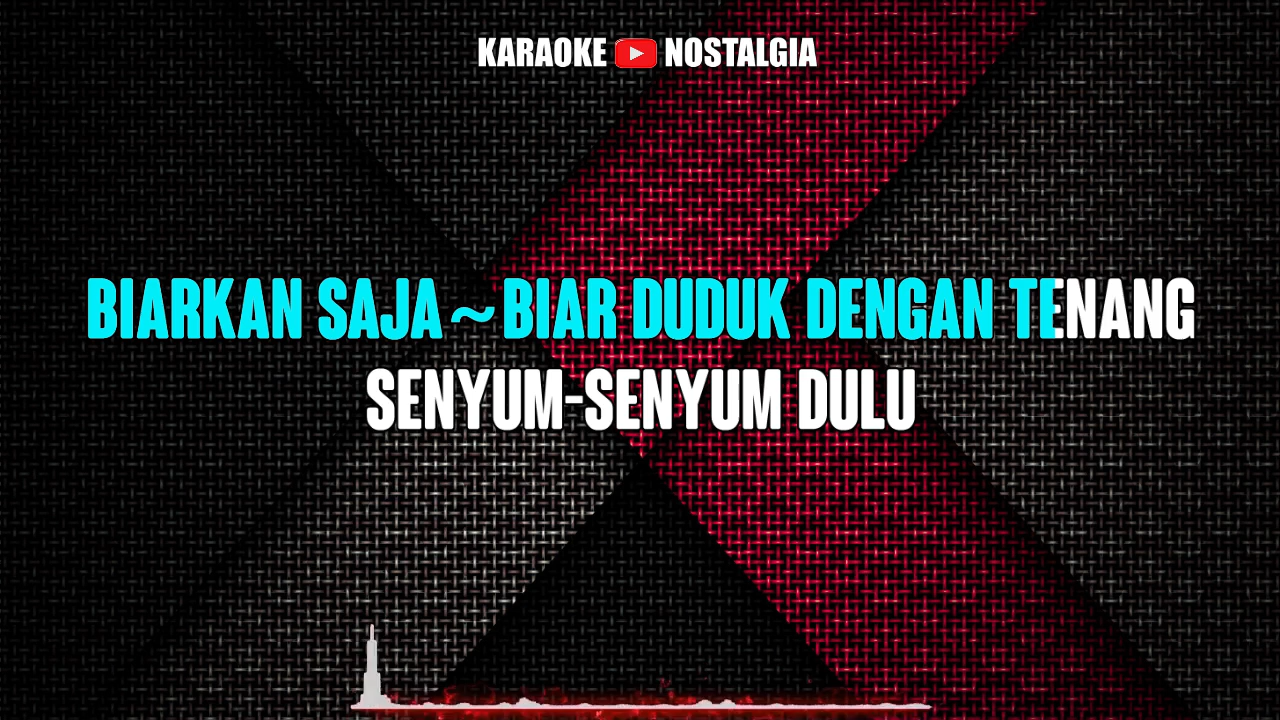 KARAOKE NOSTALGIA
BIARKAN SAJA ~ BIAR DUDUK DENGAN TENANG
SENYUM-SENYUM DULU